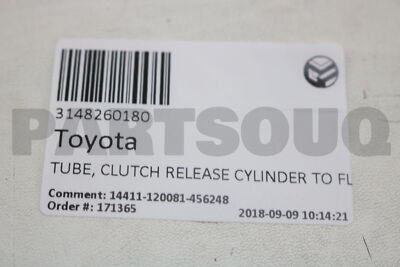 3148260180
Toyota
PARTSOUQ
TUBE, CLUTCH RELEASE CYLINDER TO FL
Comment: 14411-120081-456248
Order #: 171365
2018-09-09 10:14:21